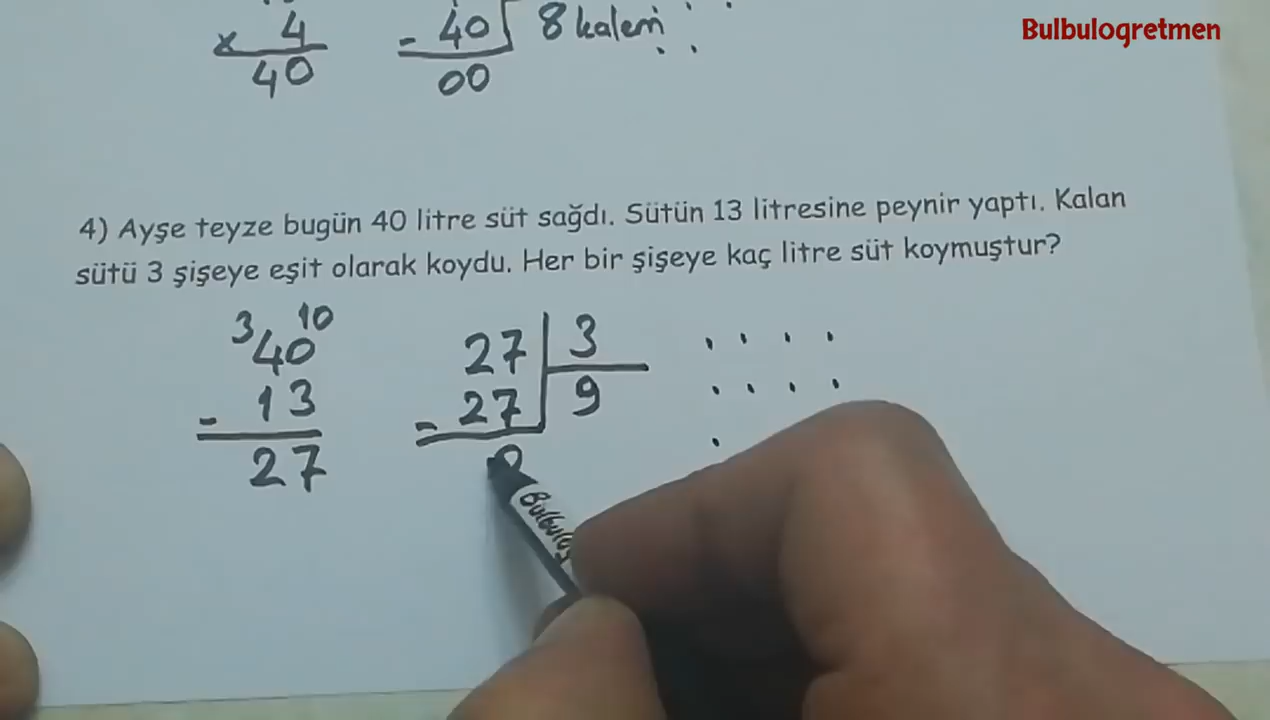 Bulbulogretmen
x 4
40
- 40
00
8 kalem
4) Ayşe teyze bugün 40 litre süt sağdı. Sütün 13 litresine peynir yaptı. Kalan
sütü 3 şişeye eşit olarak koydu. Her bir şişeye kaç litre süt koymuştur?
3 10
40
- 13
27
27 3
- 27 9
0
Bulbulog